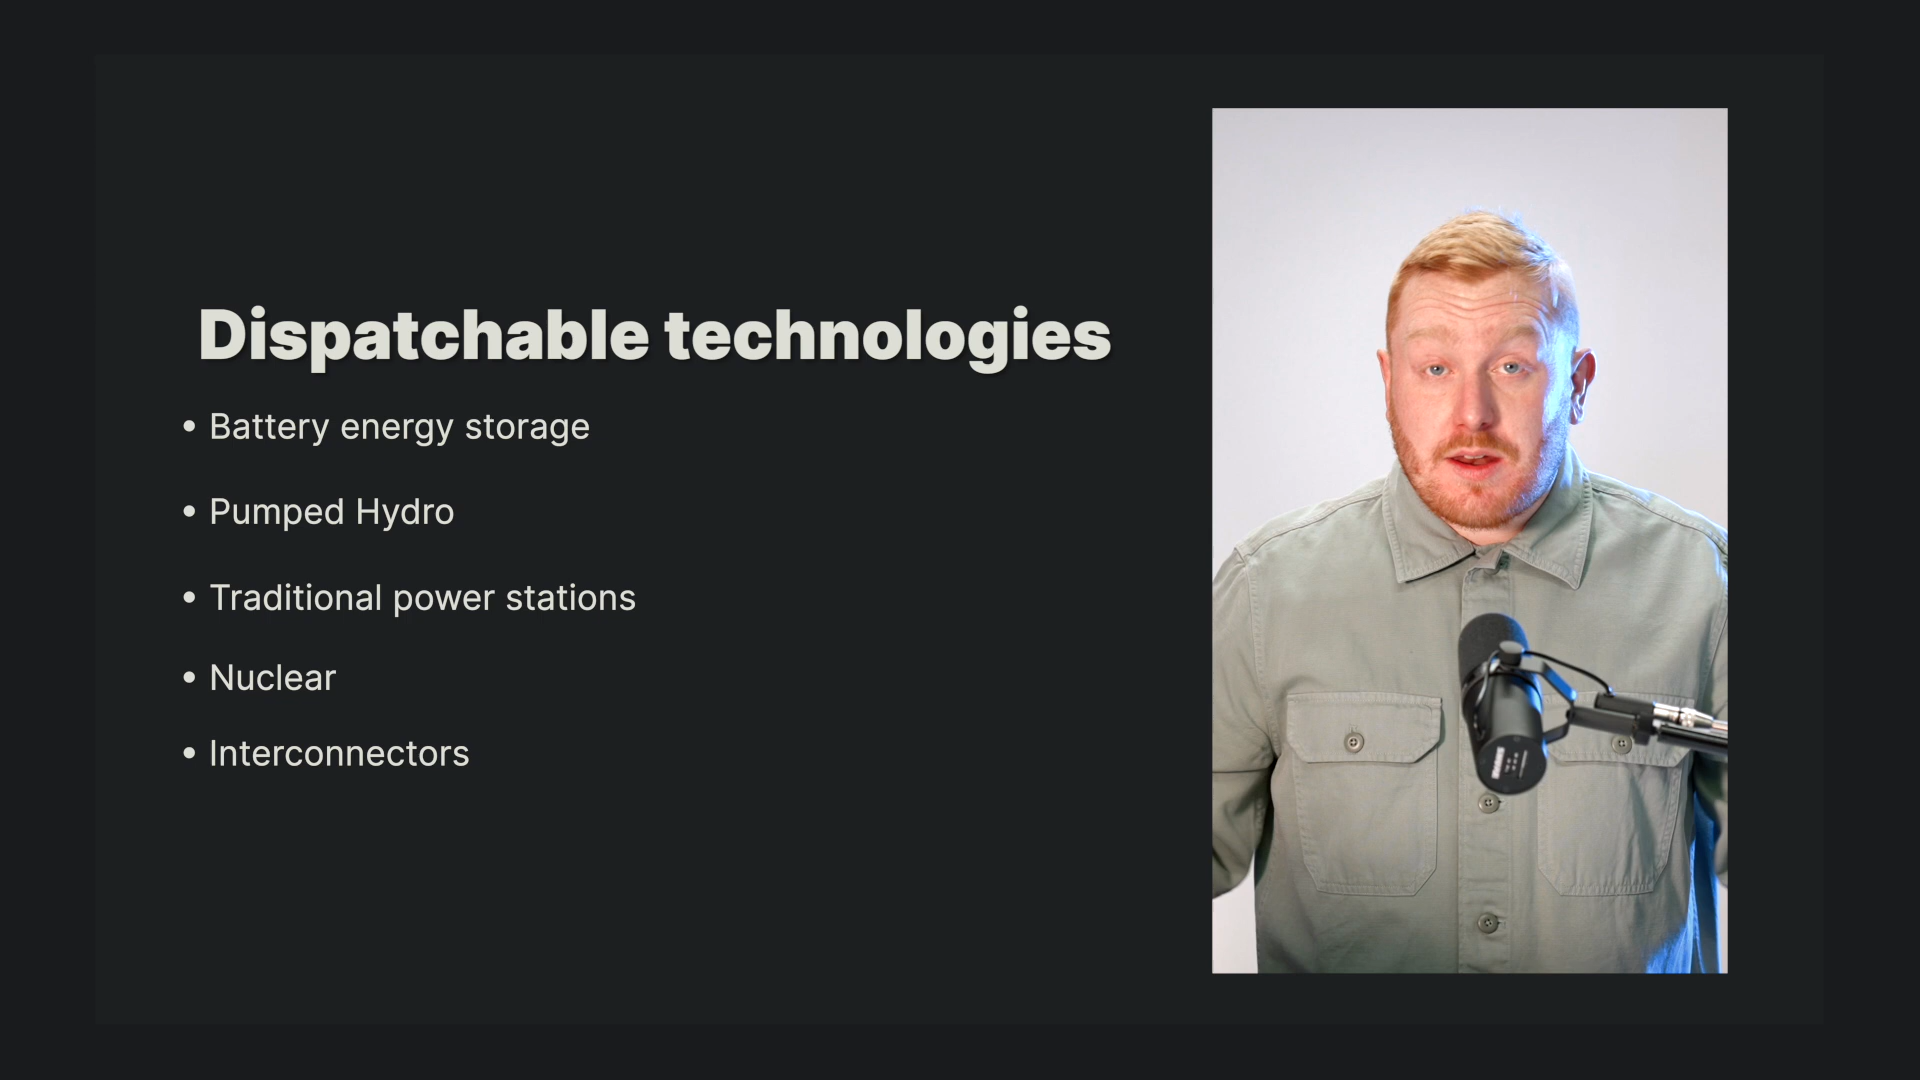 Dispatchable technologies
• Battery energy storage
• Pumped Hydro
• Traditional power stations
• Nuclear
• Interconnectors